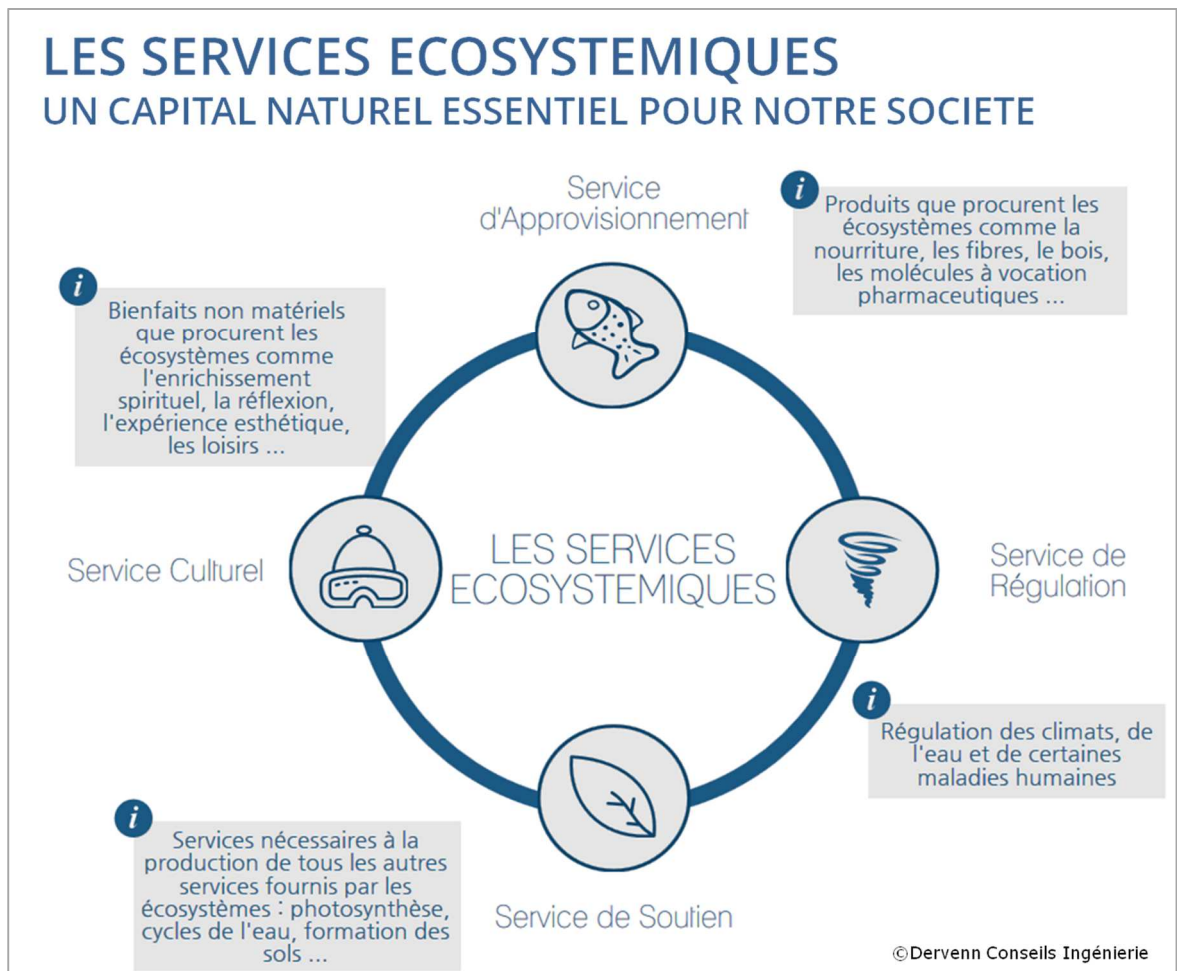 LES SERVICES ECOSYSTEMIQUES
UN CAPITAL NATUREL ESSENTIEL POUR NOTRE SOCIETE
Service
d'Approvisionnement
i
Produits que procurent les
écosystèmes comme la
nourriture, les fibres, le bois,
les molécules à vocation
pharmaceutiques ...
i
Bienfaits non matériels
que procurent les
écosystèmes comme
l'enrichissement
spirituel, la réflexion,
l'expérience esthétique,
les loisirs ...
Service Culturel
LES SERVICES
ECOSYSTEMIQUES
Service de
Régulation
i
Régulation des climats, de
l'eau et de certaines
maladies humaines
i
Services nécessaires à la
production de tous les autres
services fournis par les
écosystèmes : photosynthèse,
cycles de l'eau, formation des
sols ...
Service de Soutien
©Dervenn Conseils Ingénierie